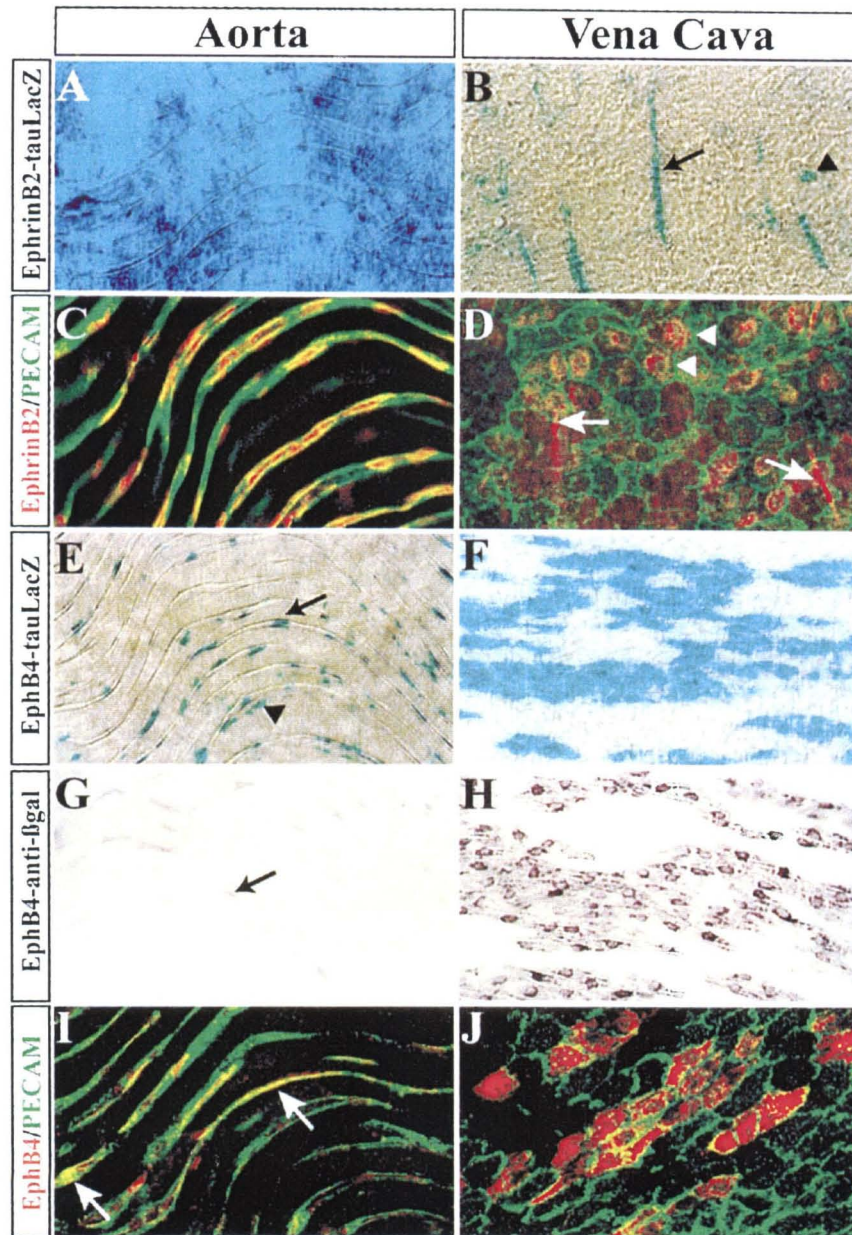 Aorta
Vena Cava
EphrinB2-tauLacZ
A
B
EphrinB2/PECAM
C
D
EphB4-tauLacZ
E
F
EphB4-anti-ßgal
G
H
EphB4/PECAM
I
J